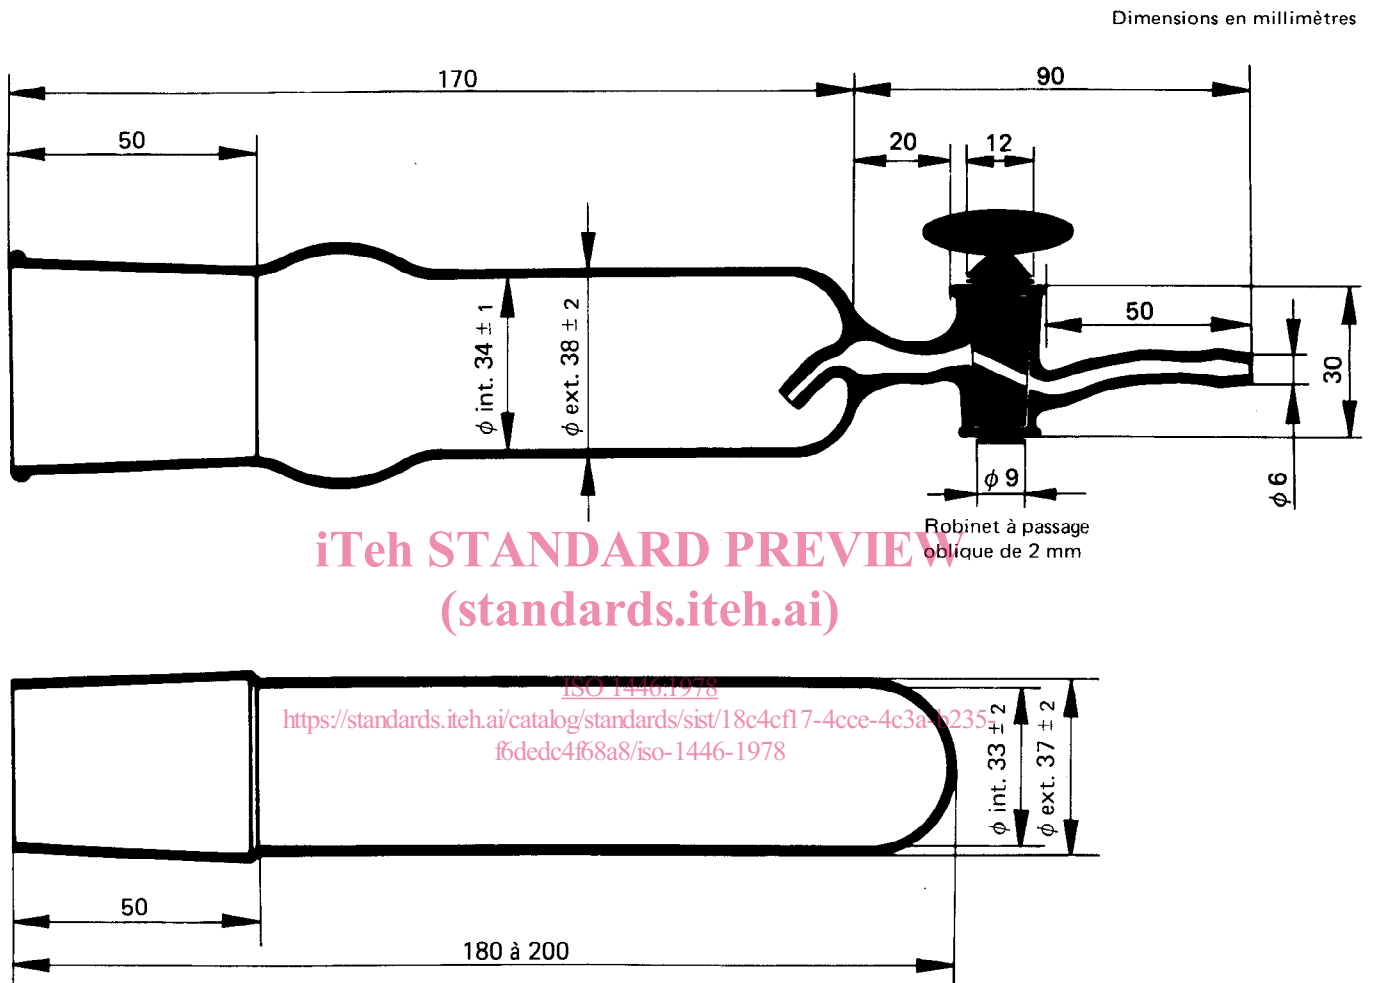 Dimensions en millimètres
170
90
50
20
12
50
ϕ int. 34 ± 1
ϕ ext. 38 ± 2
30
ϕ 9
ϕ 6
Robinet à passage
oblique de 2 mm
iTeh STANDARD PREVIEW
(standards.iteh.ai)
ISO 1446:1978
https://standards.iteh.ai/catalog/standards/sist/18c4cf17-4cce-4c3a-b235-
f6dedc4f68a8/iso-1446-1978
ϕ int. 33 ± 2
ϕ ext. 37 ± 2
50
180 à 200